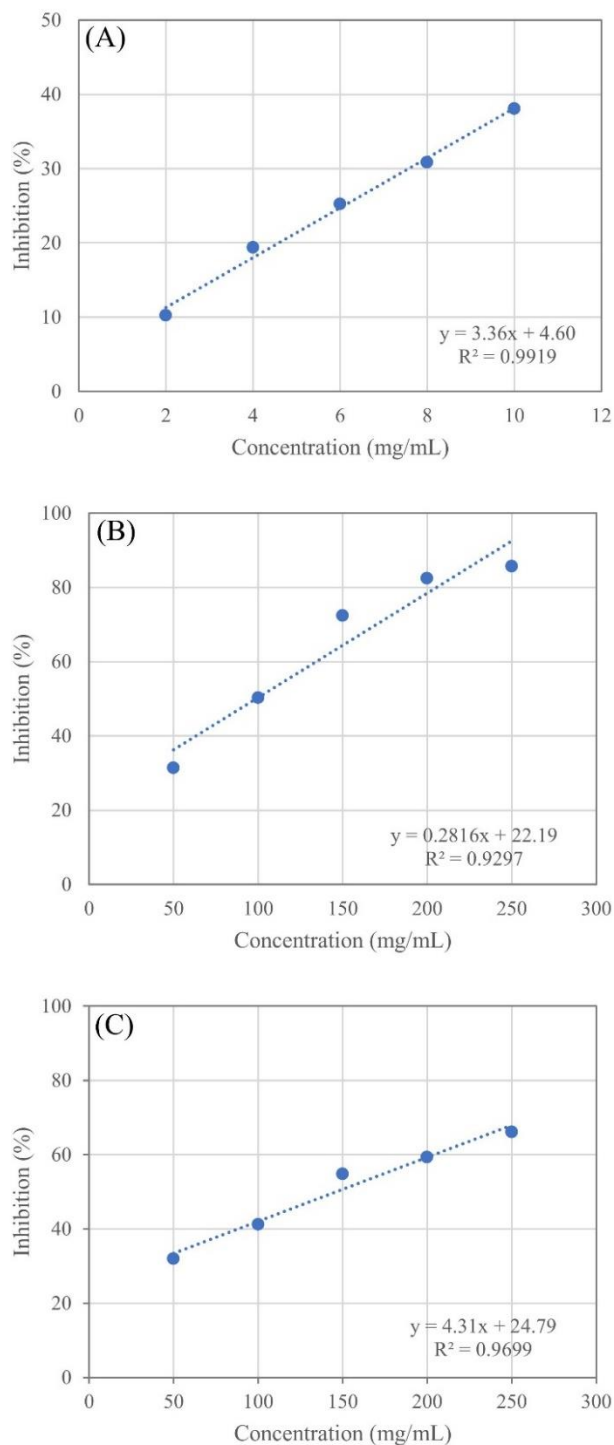 (A)
50
40
30
20
10
0
Inhibition (%)
y = 3.36x + 4.60
R² = 0.9919
0 2 4 6 8 10 12
Concentration (mg/mL)
(B)
100
80
60
40
20
0
Inhibition (%)
y = 0.2816x + 22.19
R² = 0.9297
0 50 100 150 200 250 300
Concentration (mg/mL)
(C)
100
80
60
40
20
0
Inhibition (%)
y = 4.31x + 24.79
R² = 0.9699
0 50 100 150 200 250 300
Concentration (mg/mL)